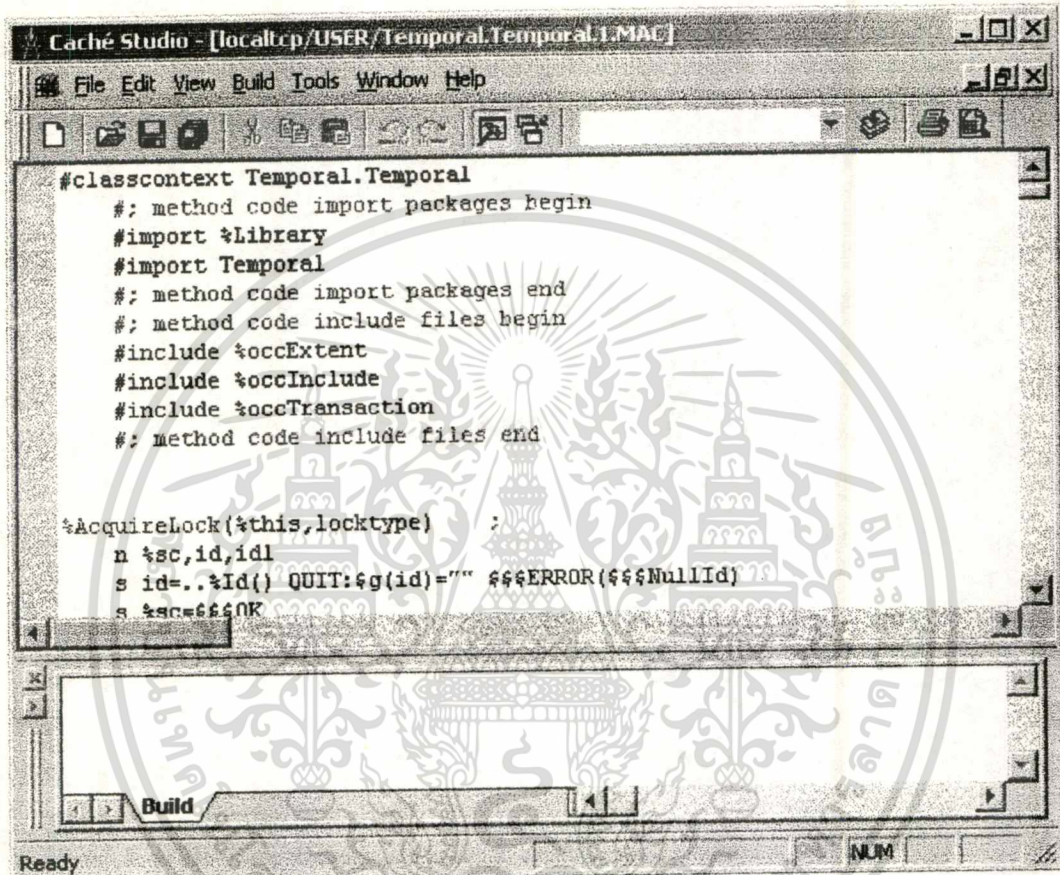 Caché Studio - [localtcp/USER/Temporal.Temporal.1.MAC]
File Edit View Build Tools Window Help
#classcontext Temporal.Temporal
#; method code import packages begin
#import %Library
#import Temporal
#; method code import packages end
#; method code include files begin
#include %occExtent
#include %occInclude
#include %occTransaction
#; method code include files end
%AcquireLock(%this,locktype) ;
n %sc,id,idl
s id=..%Id() QUIT:$g(id)="" $$$ERROR($$$NullId)
s %sc=$$$OK
Build
Ready
NUM